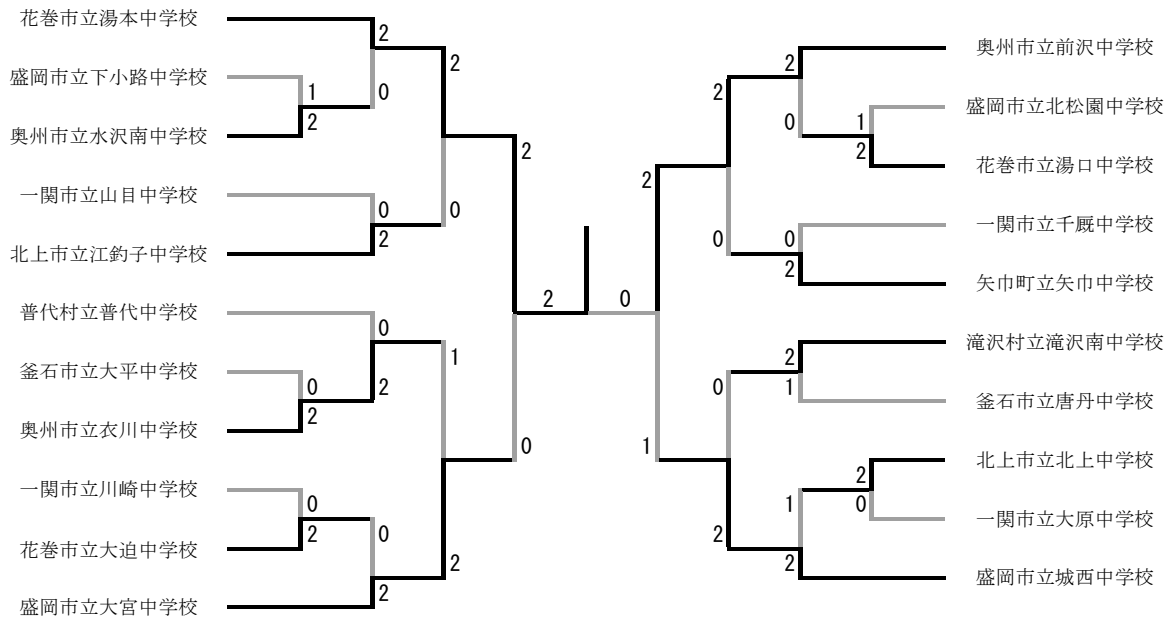 花巻市立湯本中学校
盛岡市立下小路中学校
奥州市立水沢南中学校
一関市立山目中学校
北上市立江釣子中学校
普代村立普代中学校
釜石市立大平中学校
奥州市立衣川中学校
一関市立川崎中学校
花巻市立大迫中学校
盛岡市立大宮中学校
1
2
2
0
0
2
0
2
0
2
0
2
0
2
2
0
1
2
2
0
2
0
2
1
2
0
0
2
2
0
0
2
2
1
1
2
1
2
2
0
奥州市立前沢中学校
盛岡市立北松園中学校
花巻市立湯口中学校
一関市立千厩中学校
矢巾町立矢巾中学校
滝沢村立滝沢南中学校
釜石市立唐丹中学校
北上市立北上中学校
一関市立大原中学校
盛岡市立城西中学校